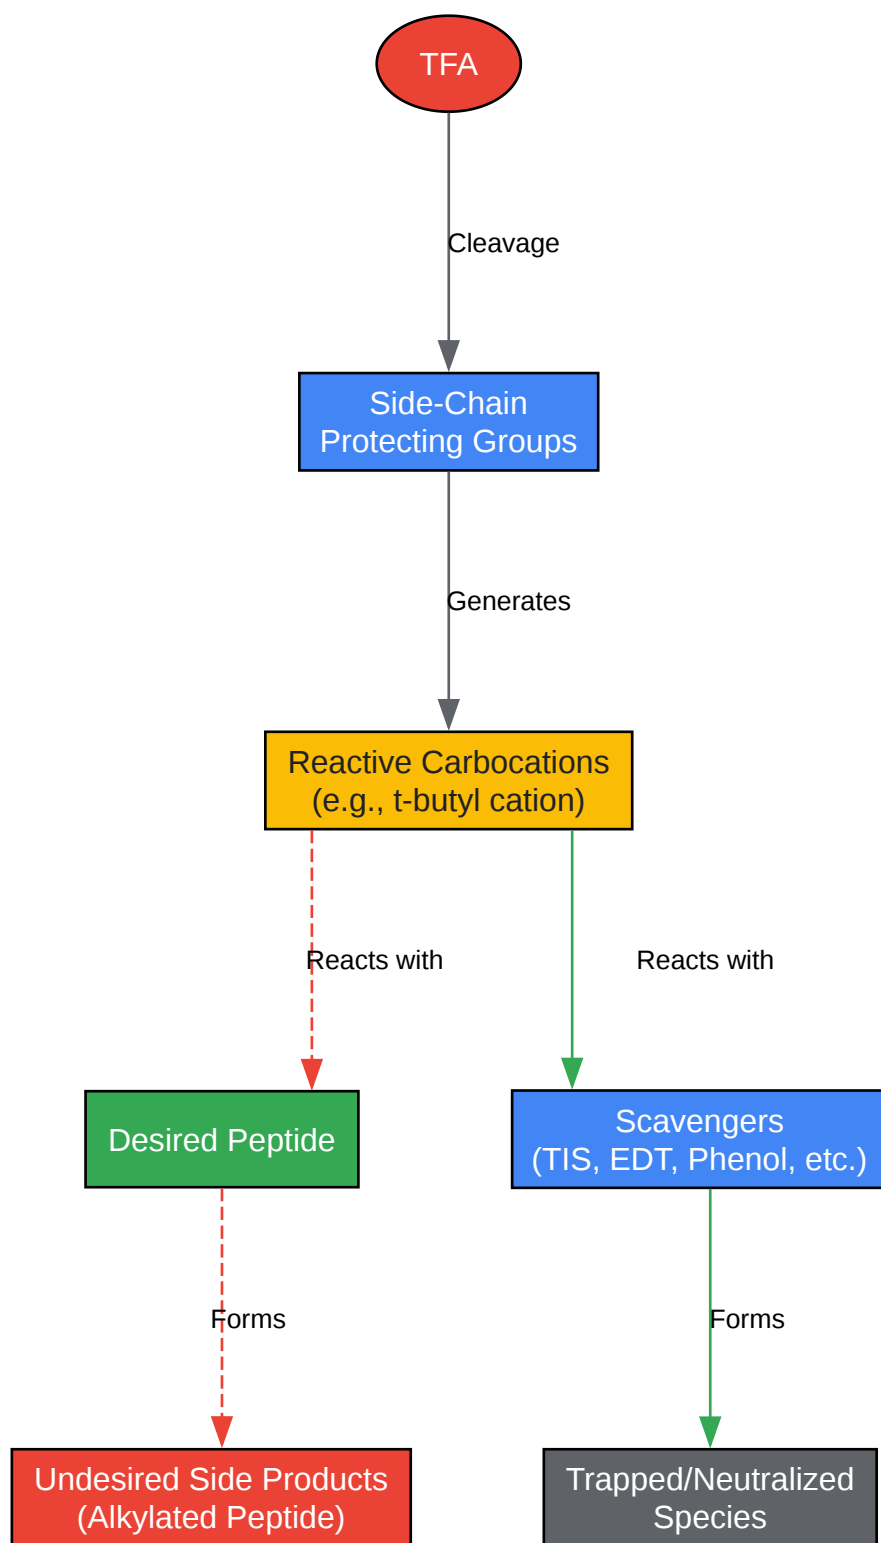 TFA
Cleavage
Side-Chain
Protecting Groups
Generates
Reactive Carbocations
(e.g., t-butyl cation)
Reacts with
Reacts with
Desired Peptide
Scavengers
(TIS, EDT, Phenol, etc.)
Forms
Forms
Undesired Side Products
(Alkylated Peptide)
Trapped/Neutralized
Species